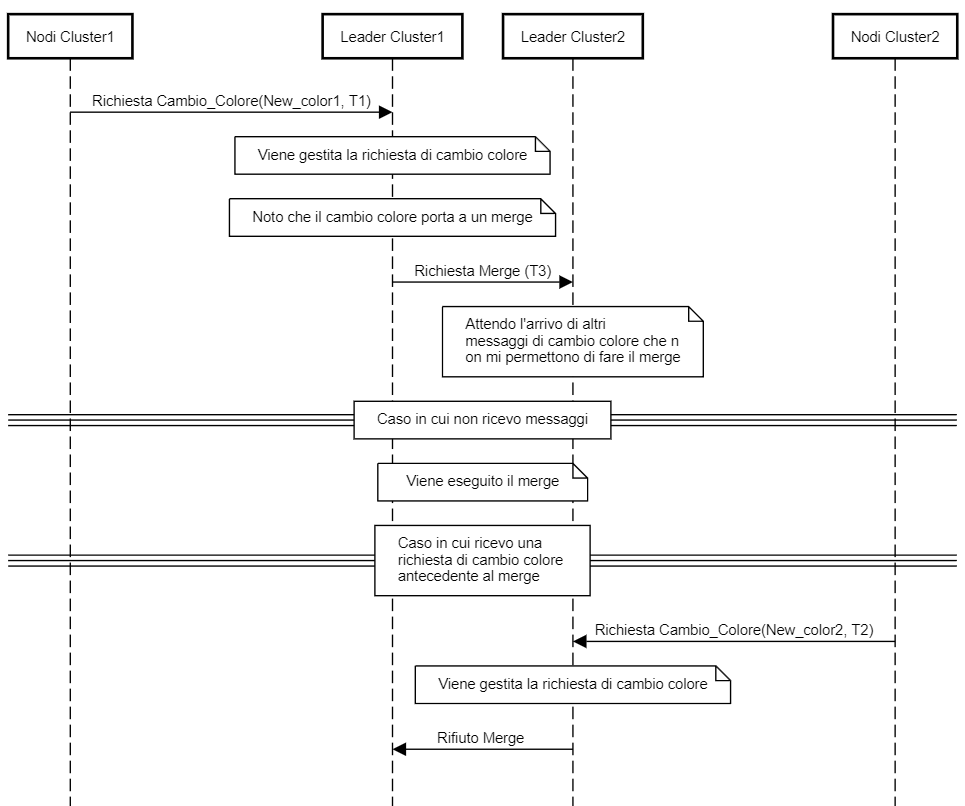 Nodi Cluster1
Leader Cluster1
Leader Cluster2
Nodi Cluster2
Richiesta Cambio_Colore(New_color1, T1)
Viene gestita la richiesta di cambio colore
Noto che il cambio colore porta a un merge
Richiesta Merge (T3)
Attendo l'arrivo di altri
messaggi di cambio colore che n
on mi permettono di fare il merge
Caso in cui non ricevo messaggi
Viene eseguito il merge
Caso in cui ricevo una
richiesta di cambio colore
antecedente al merge
Richiesta Cambio_Colore(New_color2, T2)
Viene gestita la richiesta di cambio colore
Rifiuto Merge